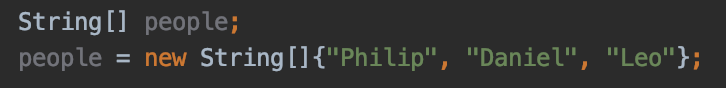 String[] people;
people = new String[]{"Philip", "Daniel", "Leo"};